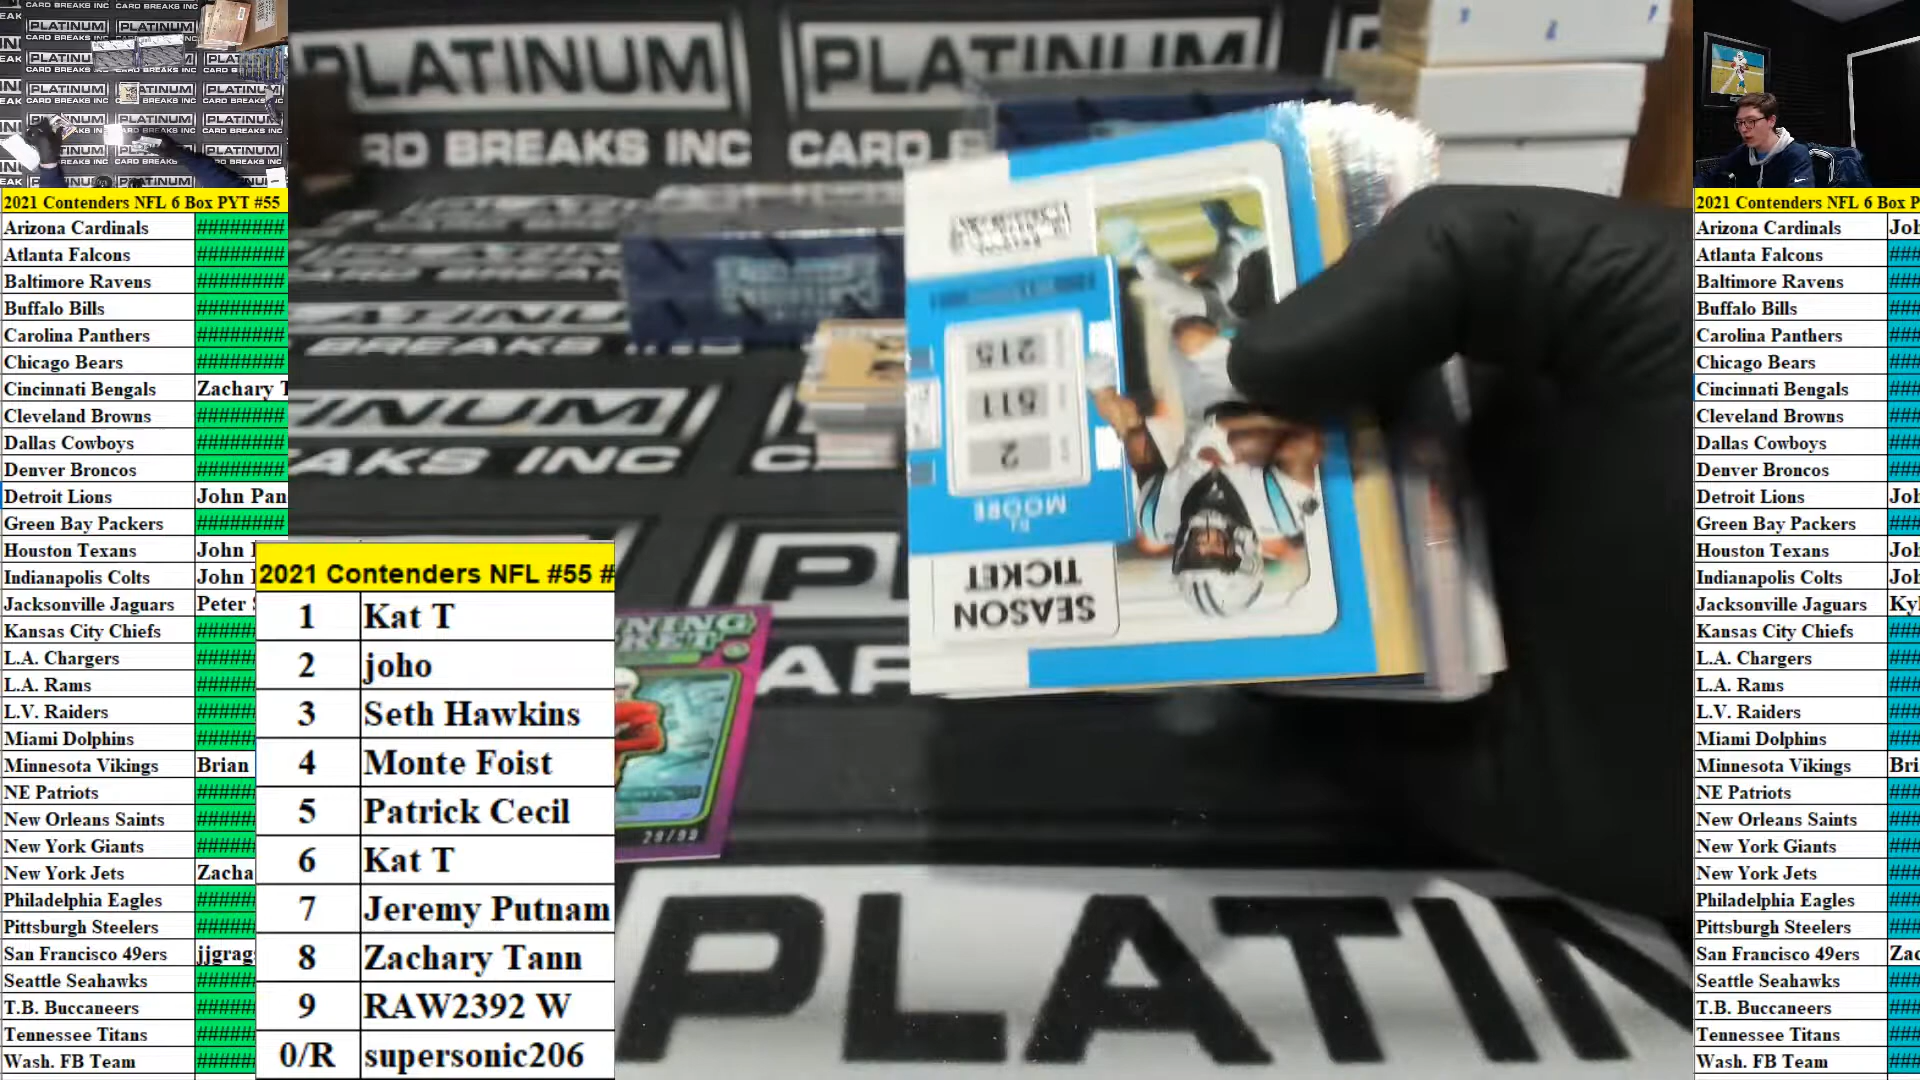 PLATINUM PLATINUM
CARD BREAKS INC CARD
2021 Contenders NFL 6 Box PYT #55
Arizona Cardinals ########
Atlanta Falcons ########
Baltimore Ravens ########
Buffalo Bills ########
Carolina Panthers ########
Chicago Bears ########
Cincinnati Bengals Zachary T
Cleveland Browns ########
Dallas Cowboys ########
Denver Broncos ########
Detroit Lions John Pan
Green Bay Packers ########
Houston Texans John
Indianapolis Colts John
Jacksonville Jaguars Peter
Kansas City Chiefs
L.A. Chargers
L.A. Rams
L.V. Raiders
Miami Dolphins
Minnesota Vikings Brian
NE Patriots
New Orleans Saints
New York Giants
New York Jets Zacha
Philadelphia Eagles
Pittsburgh Steelers
San Francisco 49ers jjgrag
Seattle Seahawks
T.B. Buccaneers
Tennessee Titans
Wash. FB Team
2021 Contenders NFL #55 #
1 Kat T
2 joho
3 Seth Hawkins
4 Monte Foist
5 Patrick Cecil
6 Kat T
7 Jeremy Putnam
8 Zachary Tann
9 RAW2392 W
0/R supersonic206
SEASON
TICKET
DJ
MOORE
2
511
215
28/99
PLATIN
2021 Contenders NFL 6 Box P
Arizona Cardinals Joh
Atlanta Falcons ###
Baltimore Ravens ###
Buffalo Bills ###
Carolina Panthers ###
Chicago Bears ###
Cincinnati Bengals ###
Cleveland Browns ###
Dallas Cowboys ###
Denver Broncos ###
Detroit Lions Joh
Green Bay Packers ###
Houston Texans Joh
Indianapolis Colts Joh
Jacksonville Jaguars Kyl
Kansas City Chiefs ###
L.A. Chargers ###
L.A. Rams ###
L.V. Raiders ###
Miami Dolphins ###
Minnesota Vikings Bri
NE Patriots ###
New Orleans Saints ###
New York Giants ###
New York Jets ###
Philadelphia Eagles ###
Pittsburgh Steelers ###
San Francisco 49ers Zac
Seattle Seahawks ###
T.B. Buccaneers ###
Tennessee Titans ###
Wash. FB Team ###